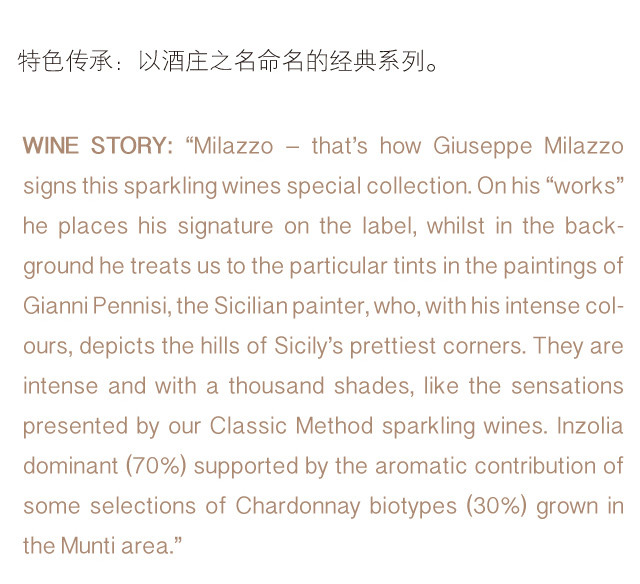 特色传承：以酒庄之名命名的经典系列。
WINE STORY: “Milazzo – that’s how Giuseppe Milazzo
signs this sparkling wines special collection. On his “works”
he places his signature on the label, whilst in the back-
ground he treats us to the particular tints in the paintings of
Gianni Pennisi, the Sicilian painter, who, with his intense col-
ours, depicts the hills of Sicily’s prettiest corners. They are
intense and with a thousand shades, like the sensations
presented by our Classic Method sparkling wines. Inzolia
dominant (70%) supported by the aromatic contribution of
some selections of Chardonnay biotypes (30%) grown in
the Munti area.”